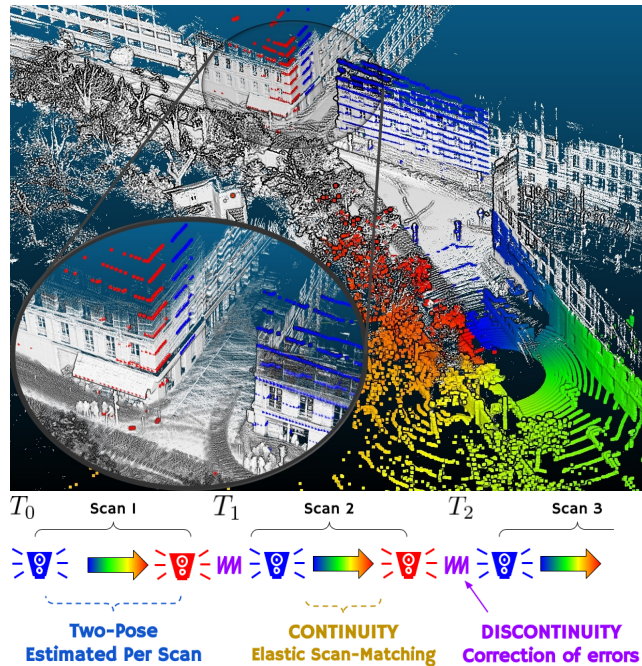 T0 Scan 1 T1 Scan 2 T2 Scan 3
Two-Pose
Estimated Per Scan
CONTINUITY
Elastic Scan-Matching
DISCONTINUITY
Correction of errors